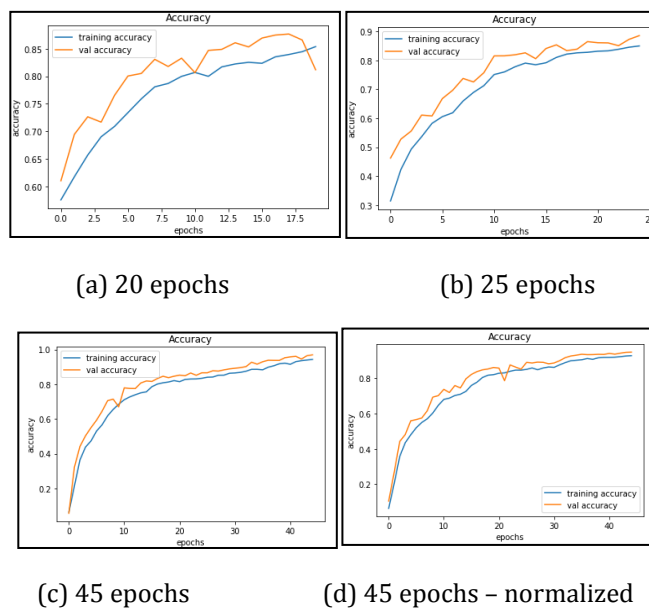 Accuracy
training accuracy
val accuracy
accuracy
0.85
0.80
0.75
0.70
0.65
0.60
0.0 2.5 5.0 7.5 10.0 12.5 15.0 17.5
epochs
(a) 20 epochs
Accuracy
training accuracy
val accuracy
accuracy
0.9
0.8
0.7
0.6
0.5
0.4
0.3
0 5 10 15 20
epochs
(b) 25 epochs
Accuracy
training accuracy
val accuracy
accuracy
1.0
0.8
0.6
0.4
0.2
0 10 20 30 40
epochs
(c) 45 epochs
Accuracy
accuracy
0.8
0.6
0.4
0.2
training accuracy
val accuracy
0 10 20 30 40
epochs
(d) 45 epochs – normalized